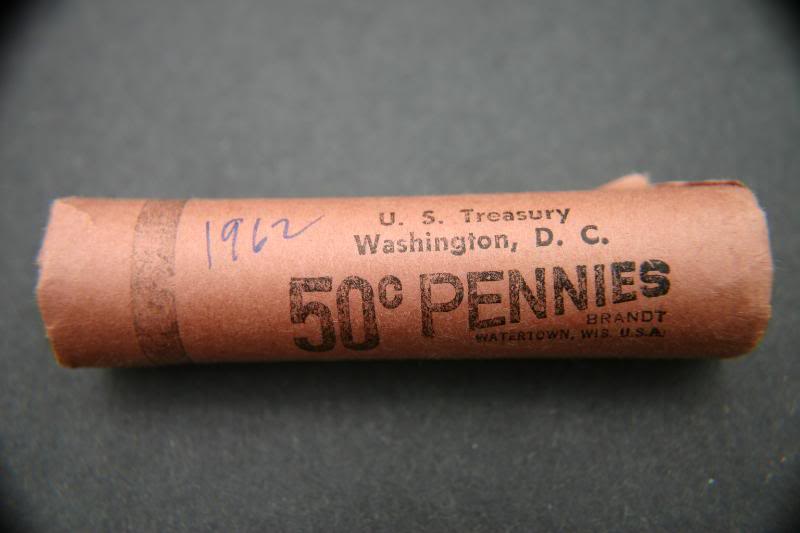 1962
U. S. Treasury
Washington, D. C.
50c PENNIES
BRANDT
WATERTOWN, WIS. U.S.A.